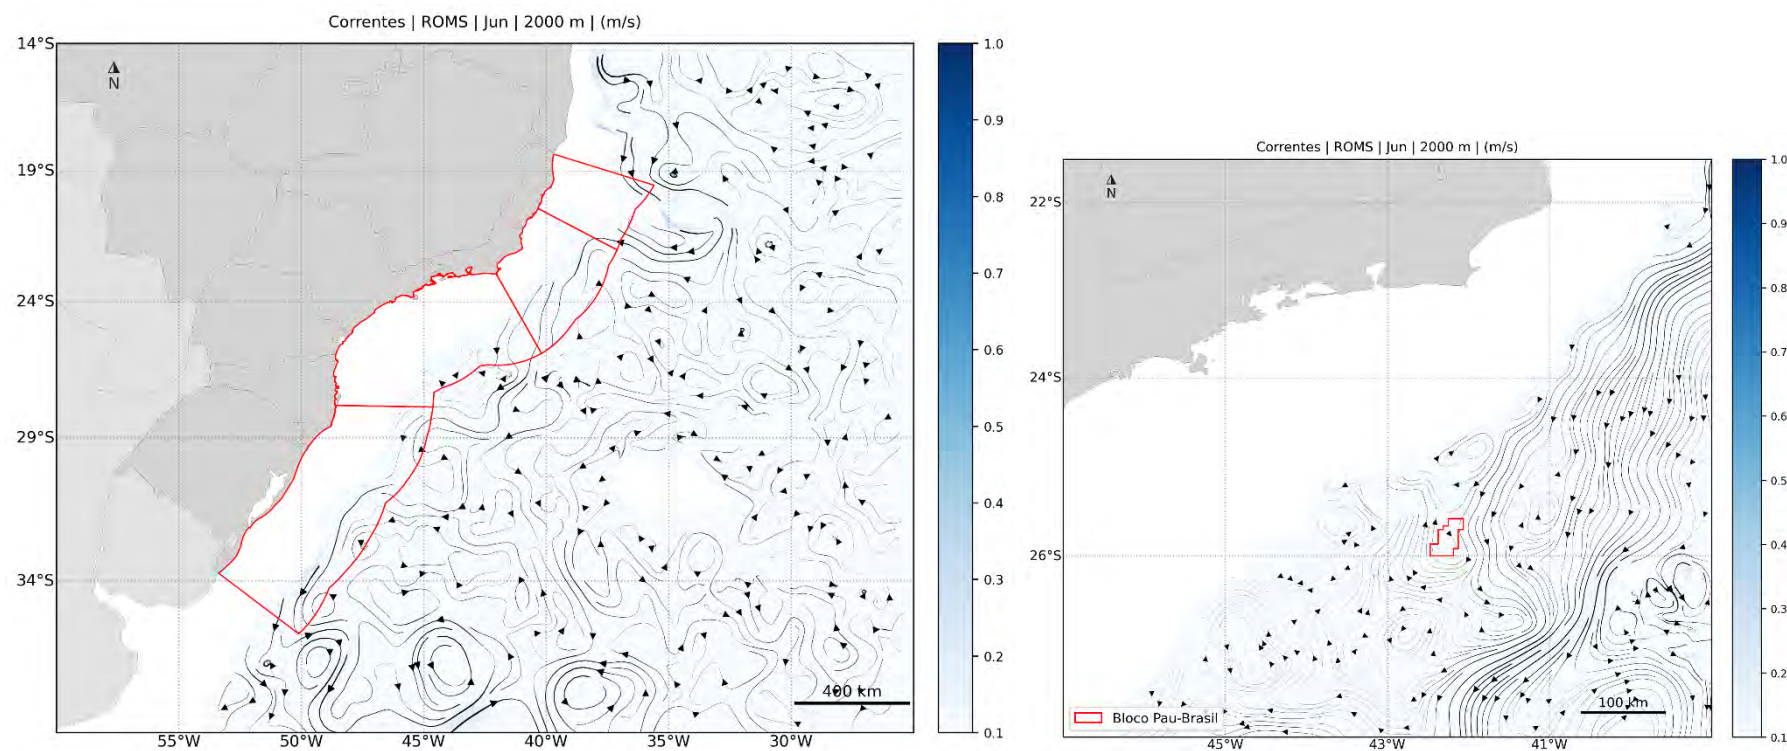 Correntes | ROMS | Jun | 2000 m | (m/s)
14°S
19°S
24°S
29°S
34°S
N
55°W
50°W
45°W
40°W
35°W
30°W
400 km
1.0
0.9
0.8
0.7
0.6
0.5
0.4
0.3
0.2
0.1
Correntes | ROMS | Jun | 2000 m | (m/s)
22°S
24°S
26°S
N
45°W
43°W
41°W
Bloco Pau-Brasil
100 km
1.0
0.9
0.8
0.7
0.6
0.5
0.4
0.3
0.2
0.1